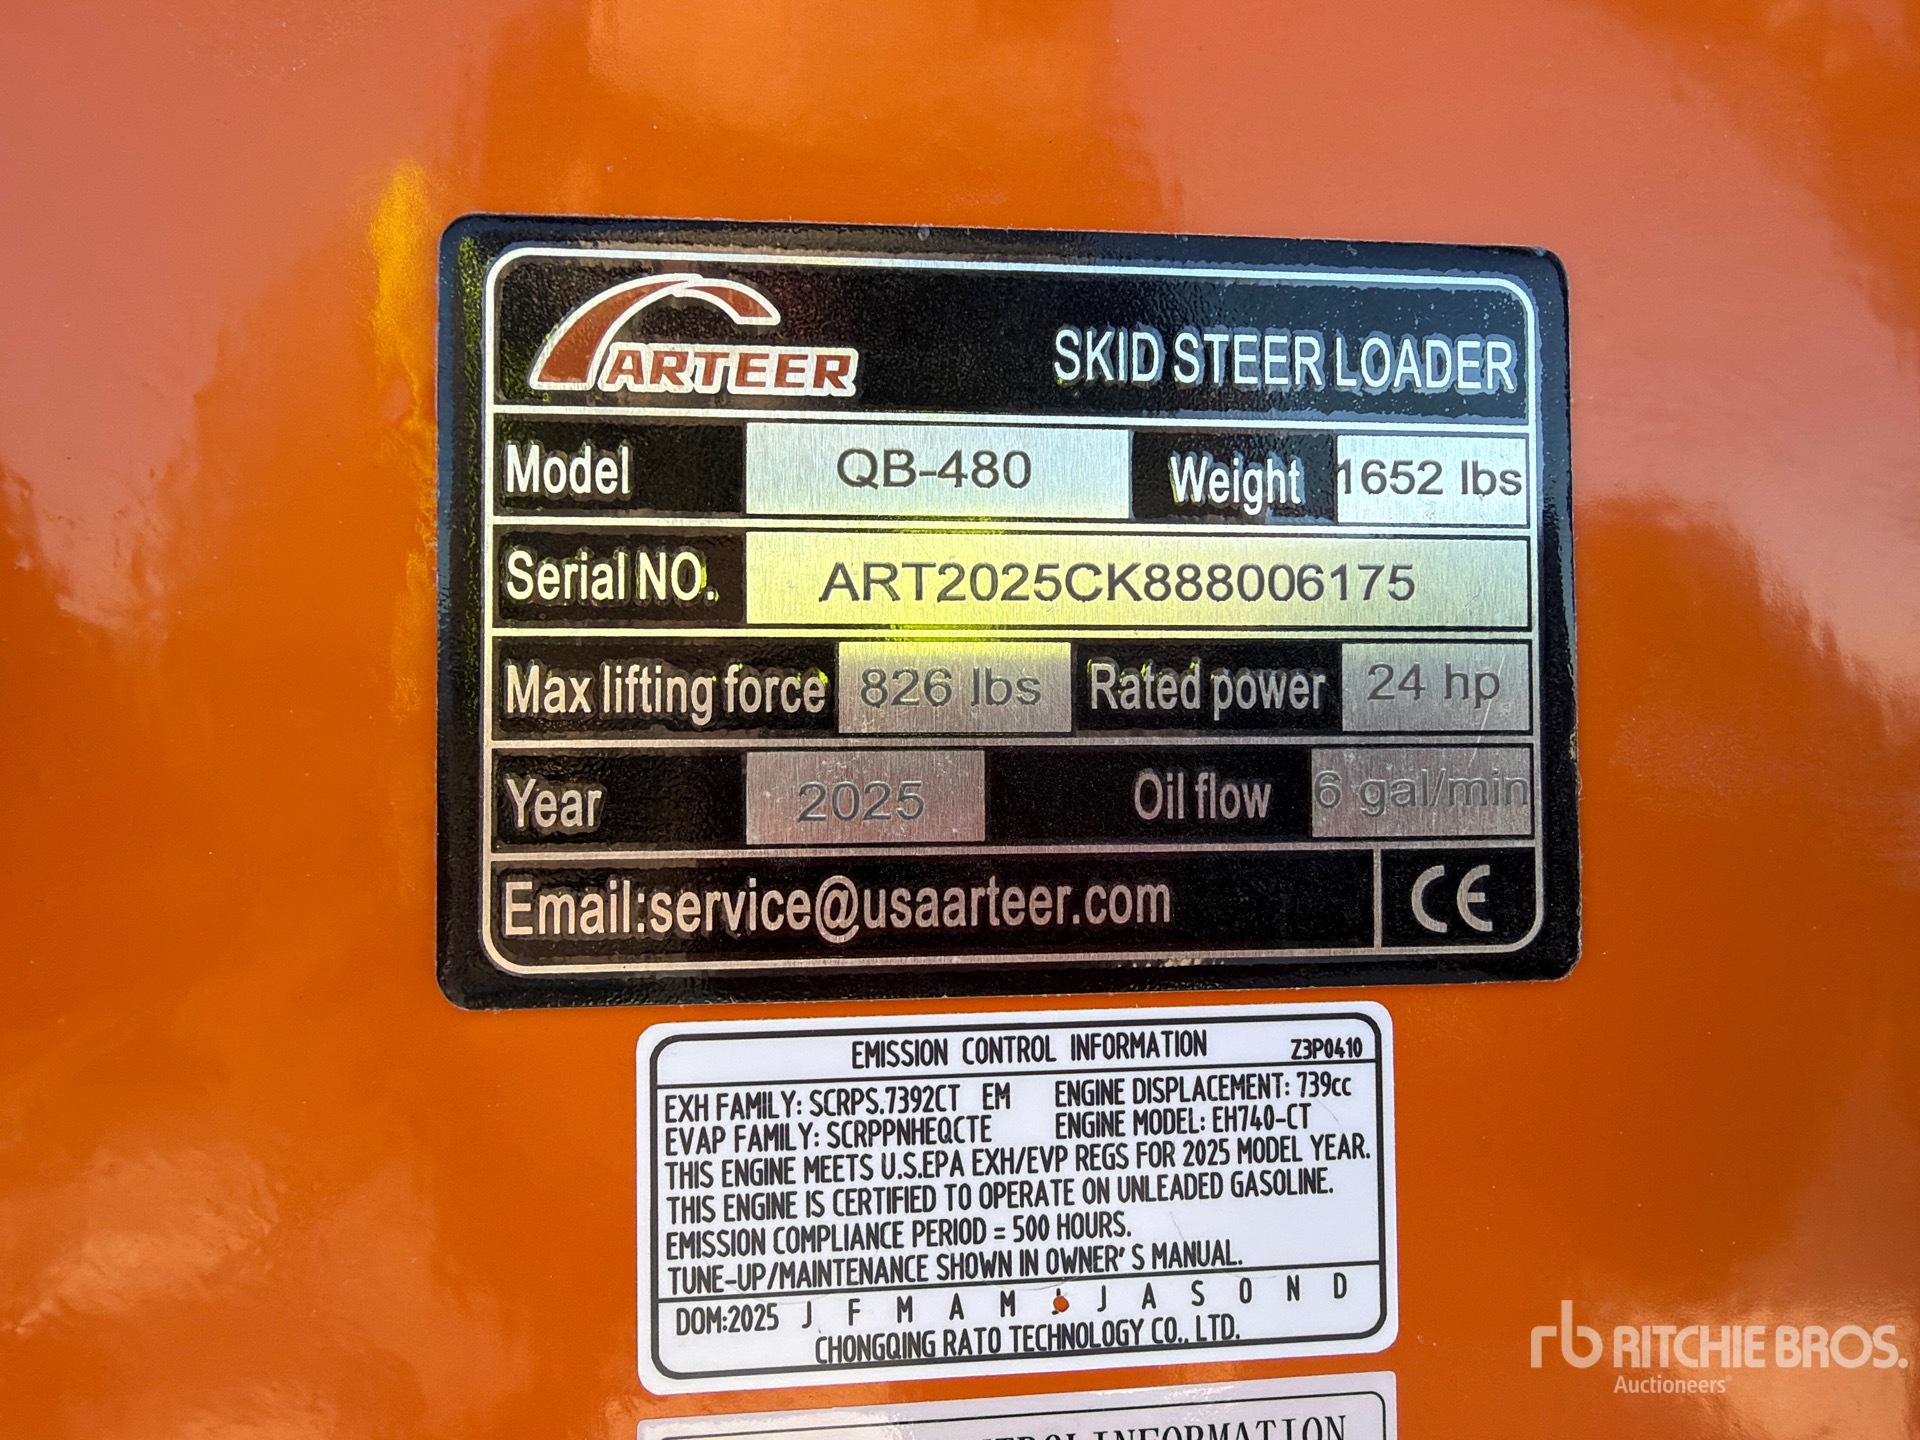 ARTEER SKID STEER LOADER
Model QB-480 Weight 1652 lbs
Serial NO. ART2025CK888006175
Max lifting force 826 lbs Rated power 24 hp
Year 2025 Oil flow 6 gal/min
Email:service@usaarteer.com CE
EMISSION CONTROL INFORMATION Z3P0410
EXH FAMILY: SCRPS.7392CT EM ENGINE DISPLACEMENT: 739cc
EVAP FAMILY: SCRPPNHEQCTE ENGINE MODEL: EH740-CT
THIS ENGINE MEETS U.S.EPA EXH/EVP REGS FOR 2025 MODEL YEAR.
THIS ENGINE IS CERTIFIED TO OPERATE ON UNLEADED GASOLINE.
EMISSION COMPLIANCE PERIOD = 500 HOURS.
TUNE-UP/MAINTENANCE SHOWN IN OWNER'S MANUAL.
DOM:2025 J F M A M J J A S O N D
CHONGQING RATO TECHNOLOGY CO., LTD.
INFORMATION
rb RITCHIE BROS.
Auctioneers